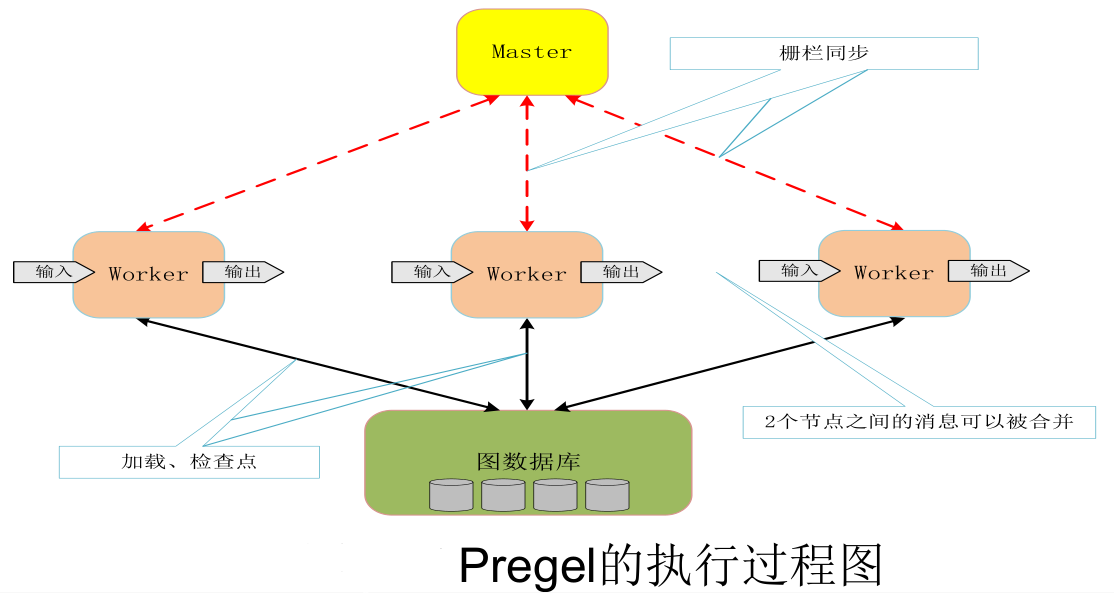 Master
栅栏同步
输入
Worker
输出
输入
Worker
输出
输入
Worker
输出
2个节点之间的消息可以被合并
加载、检查点
图数据库
Pregel的执行过程图